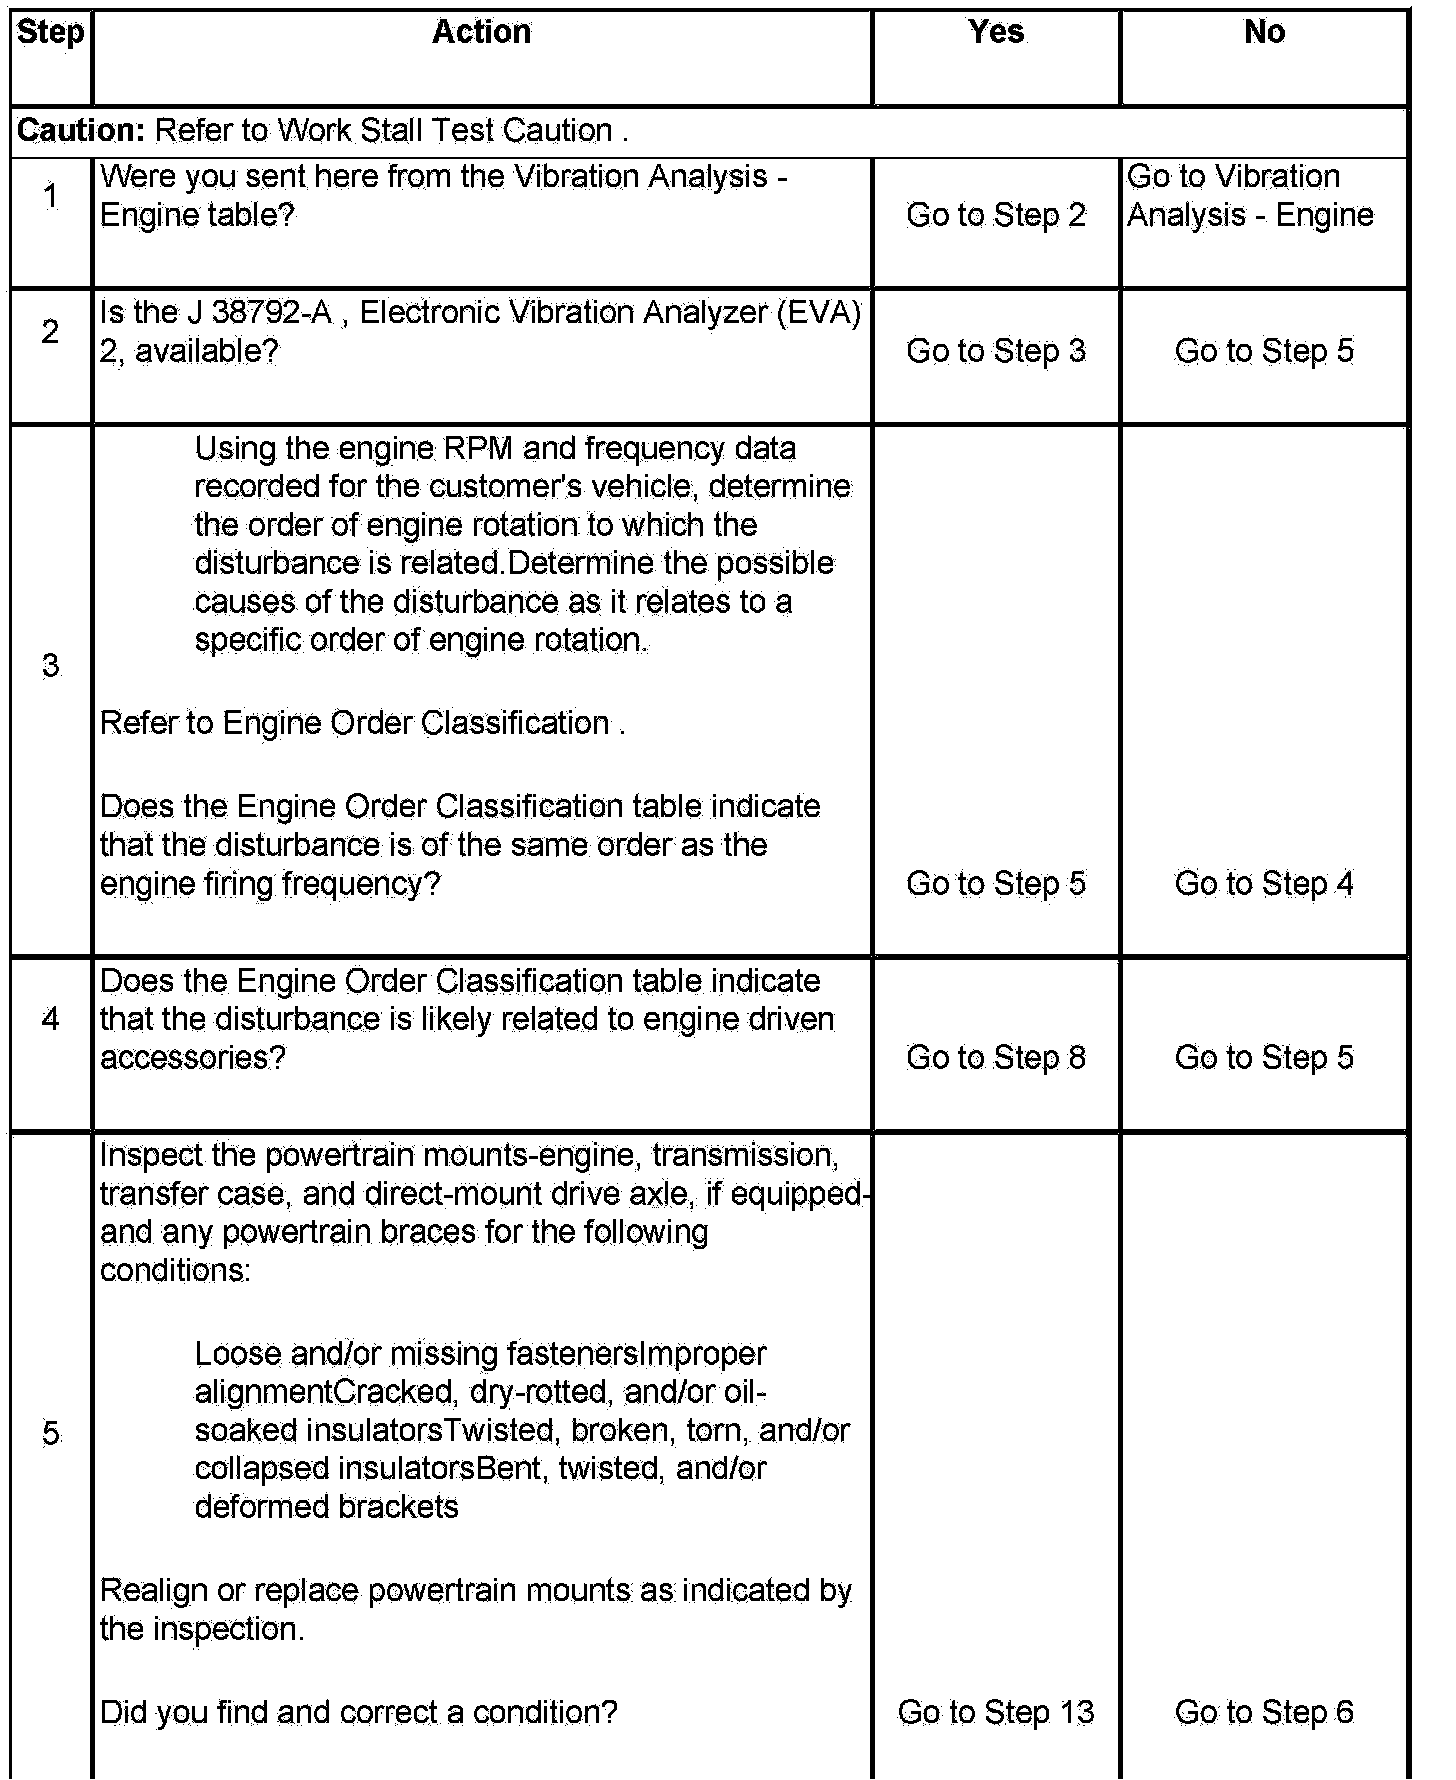 Step Action Yes No
Caution: Refer to Work Stall Test Caution .
1
Were you sent here from the Vibration Analysis -
Engine table?
Go to Step 2
Go to Vibration
Analysis - Engine
2
Is the J 38792-A , Electronic Vibration Analyzer (EVA)
2, available?
Go to Step 3
Go to Step 5
3
Using the engine RPM and frequency data
recorded for the customer's vehicle, determine
the order of engine rotation to which the
disturbance is related.Determine the possible
causes of the disturbance as it relates to a
specific order of engine rotation.
Refer to Engine Order Classification .
Does the Engine Order Classification table indicate
that the disturbance is of the same order as the
engine firing frequency?
Go to Step 5
Go to Step 4
4
Does the Engine Order Classification table indicate
that the disturbance is likely related to engine driven
accessories?
Go to Step 8
Go to Step 5
5
Inspect the powertrain mounts-engine, transmission,
transfer case, and direct-mount drive axle, if equipped-
and any powertrain braces for the following
conditions:
Loose and/or missing fastenersImproper
alignmentCracked, dry-rotted, and/or oil-
soaked insulatorsTwisted, broken, torn, and/or
collapsed insulatorsBent, twisted, and/or
deformed brackets
Realign or replace powertrain mounts as indicated by
the inspection.
Did you find and correct a condition?
Go to Step 13
Go to Step 6